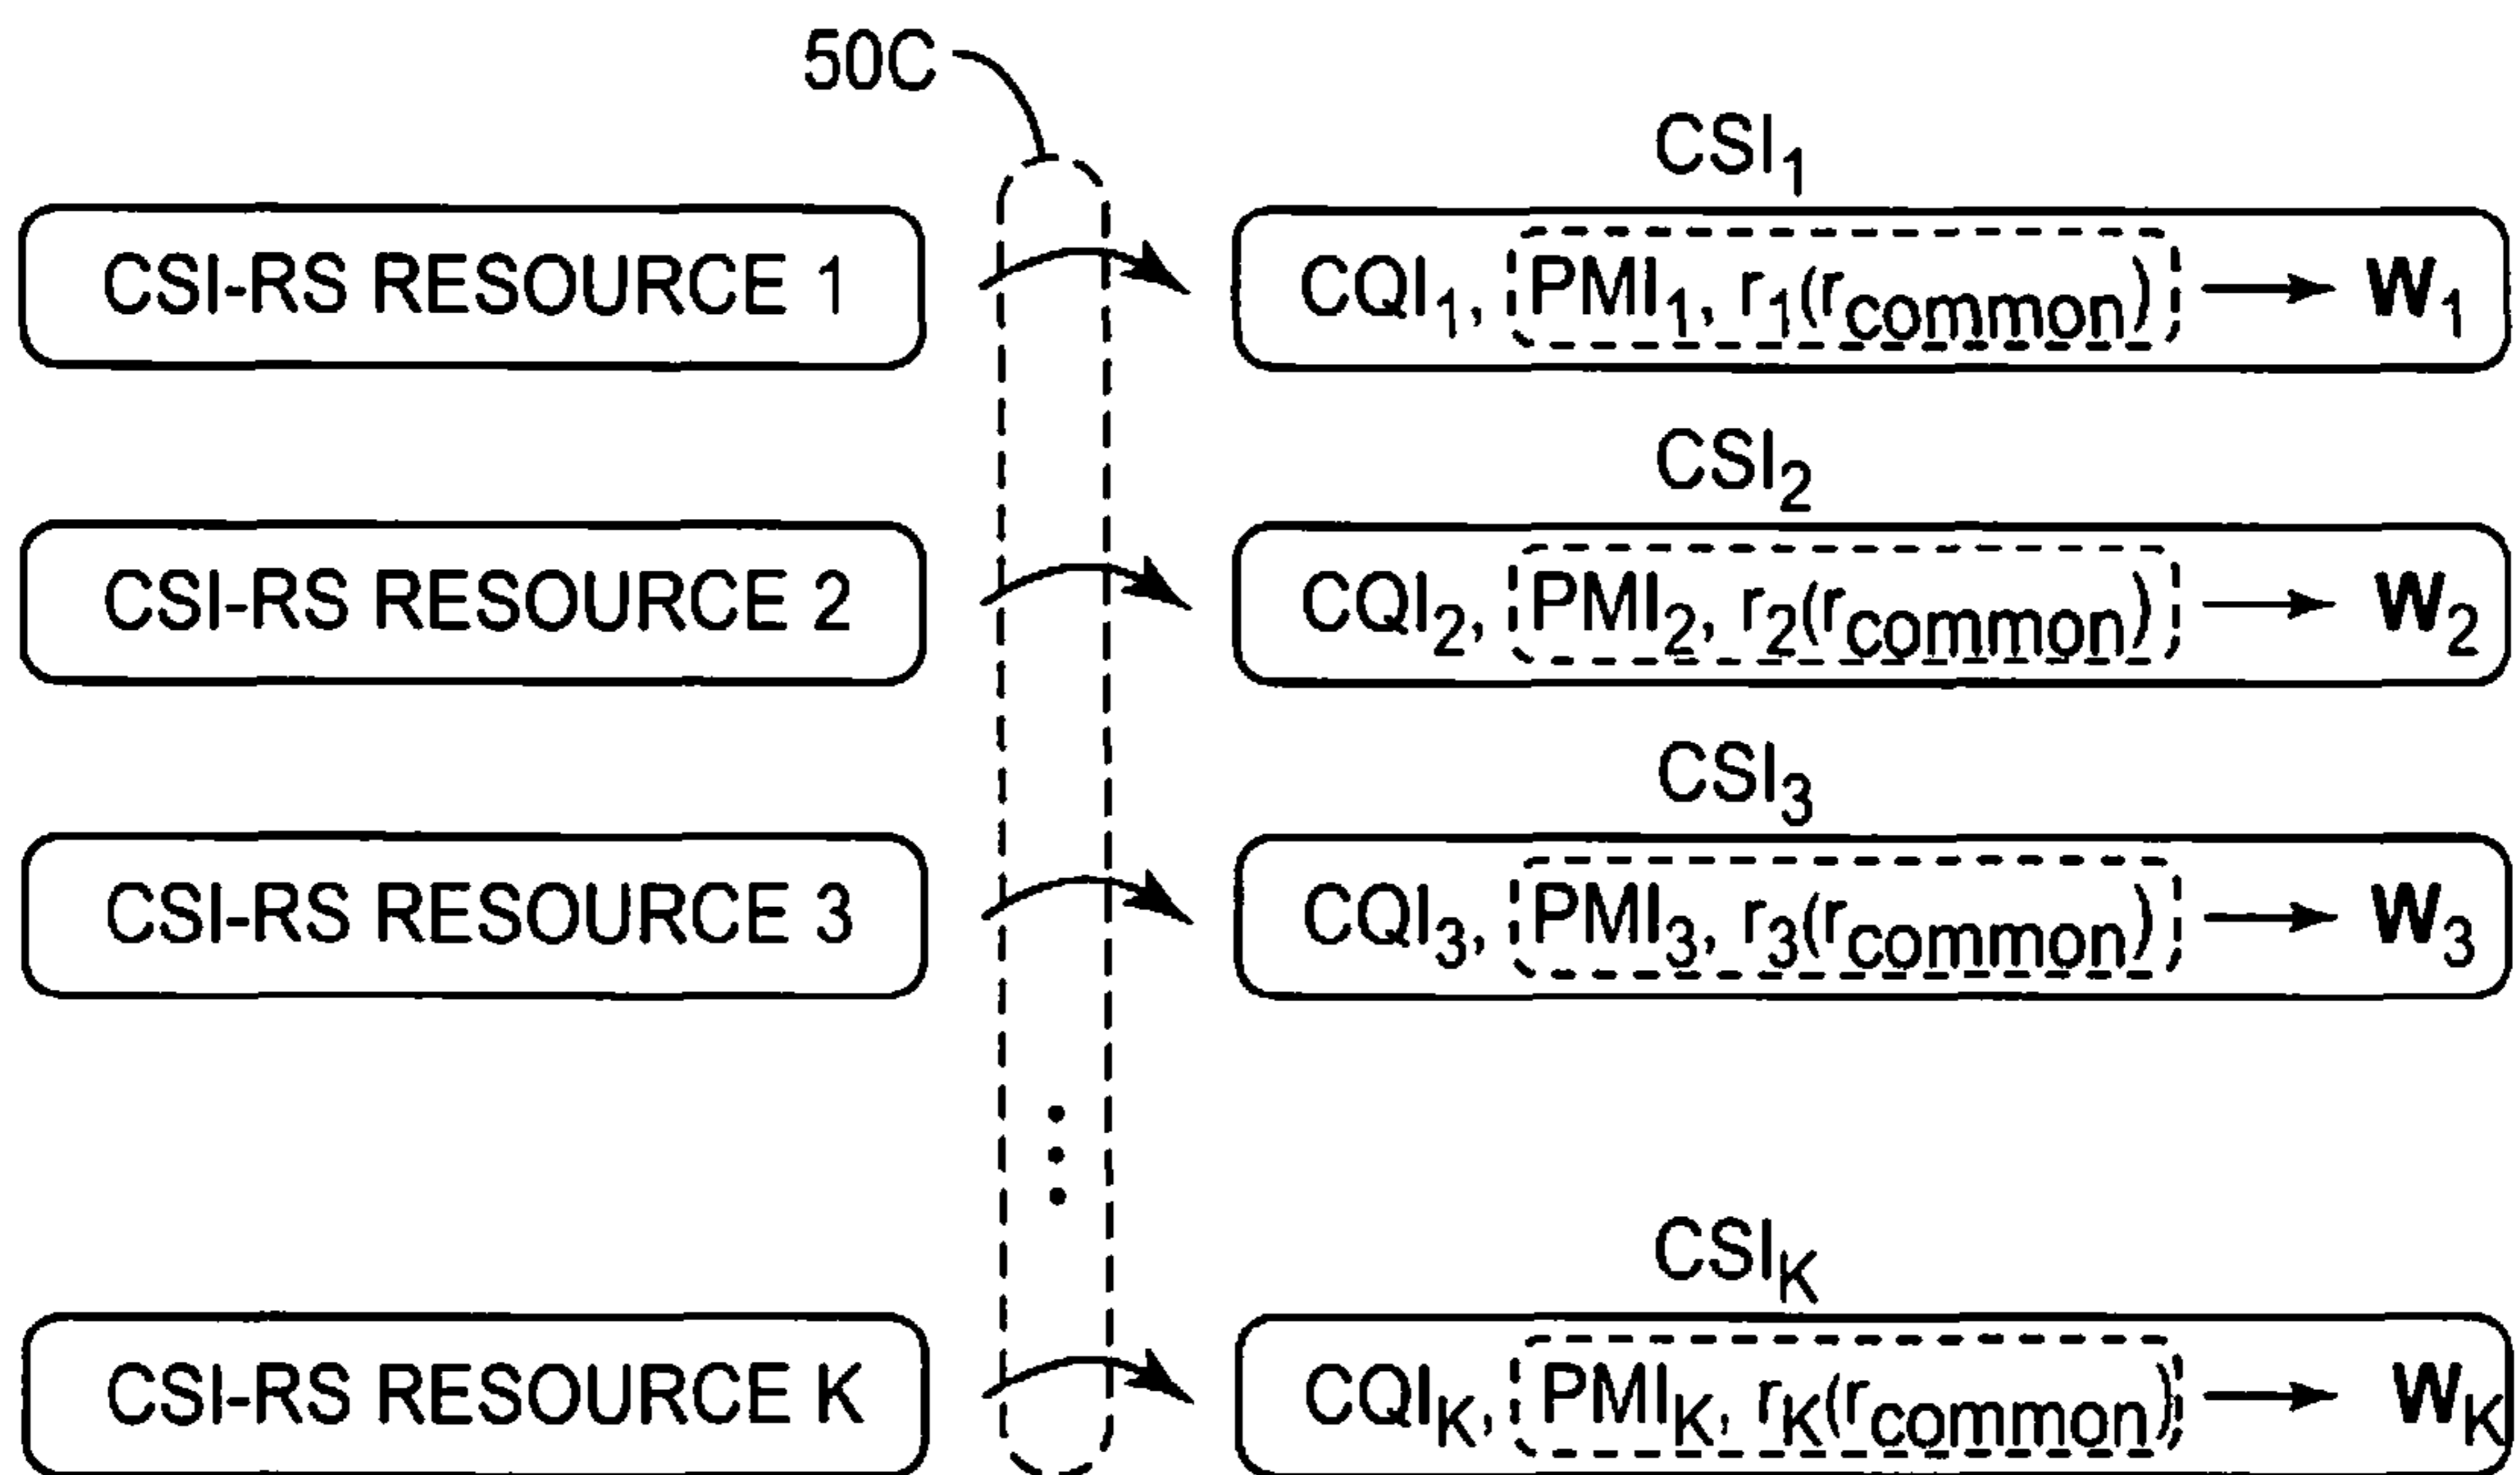 50C
CSI1
CSI-RS RESOURCE 1
CQI1, PMI1, r1(rcommon) → W1
CSI2
CSI-RS RESOURCE 2
CQI2, PMI2, r2(rcommon) → W2
CSI3
CSI-RS RESOURCE 3
CQI3, PMI3, r3(rcommon) → W3
CSIK
CSI-RS RESOURCE K
CQIK, PMIK, rK(rcommon) → WK